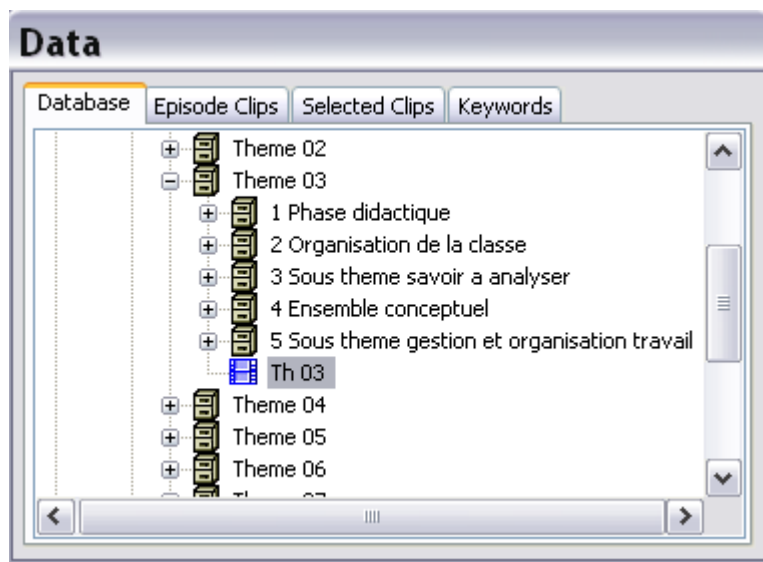 Data
Database Episode Clips Selected Clips Keywords
Theme 02
Theme 03
1 Phase didactique
2 Organisation de la classe
3 Sous theme savoir a analyser
4 Ensemble conceptuel
5 Sous theme gestion et organisation travail
Th 03
Theme 04
Theme 05
Theme 06